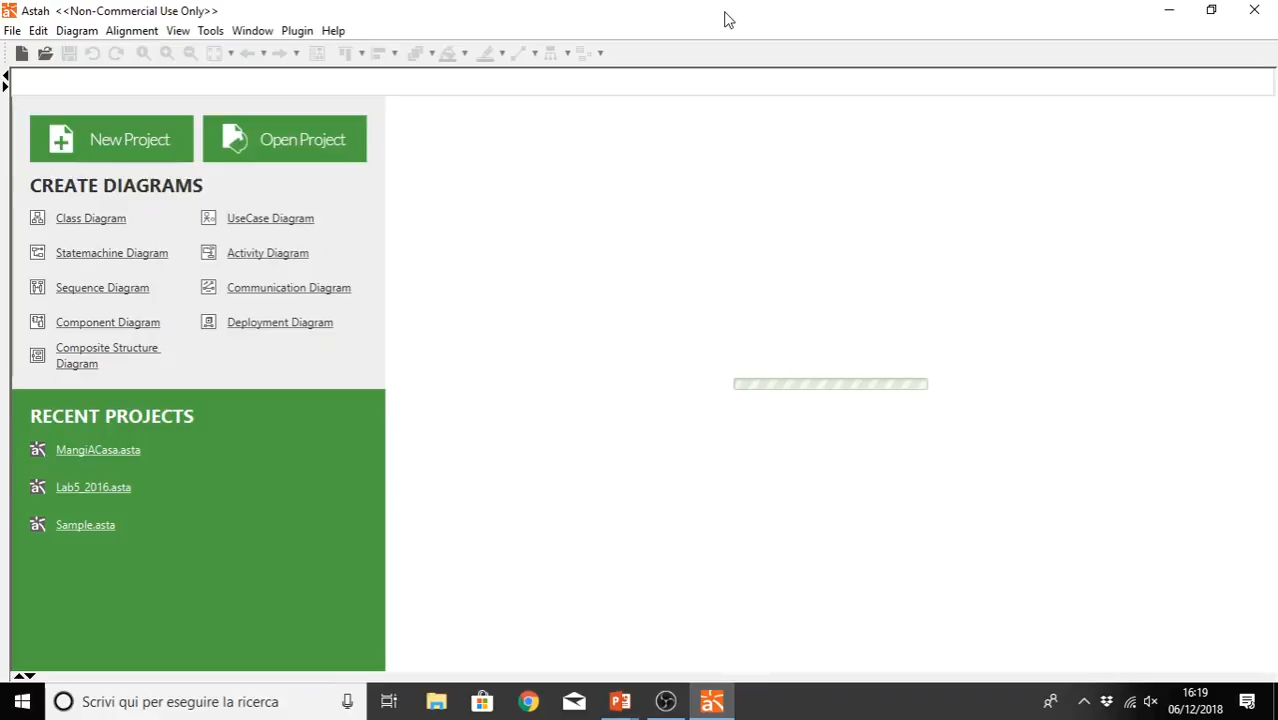 Astah <<Non-Commercial Use Only>>
File Edit Diagram Alignment View Tools Window Plugin Help
New Project Open Project
CREATE DIAGRAMS
Class Diagram UseCase Diagram
Statemachine Diagram Activity Diagram
Sequence Diagram Communication Diagram
Component Diagram Deployment Diagram
Composite Structure
Diagram
RECENT PROJECTS
MangiACasa.asta
Lab5_2016.asta
Sample.asta
Scrivi qui per eseguire la ricerca
16:19
06/12/2018